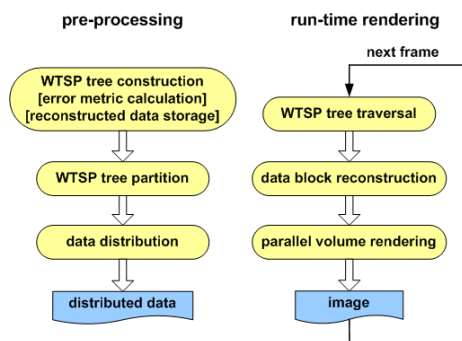 pre-processing
WTSP tree construction
[error metric calculation]
[reconstructed data storage]
WTSP tree partition
data distribution
distributed data
run-time rendering
next frame
WTSP tree traversal
data block reconstruction
parallel volume rendering
image